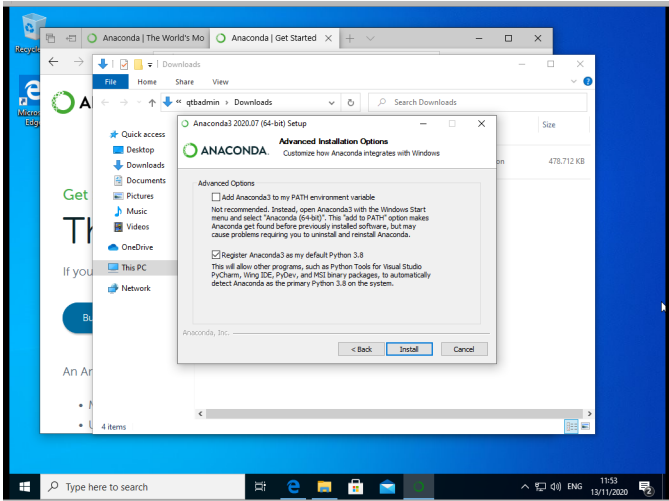 Recycle
Micros
Edge
Anaconda | The World's Mo
Anaconda | Get Started
Downloads
File
Home
Share
View
qtbadmin
Downloads
Search Downloads
Quick access
Desktop
Downloads
Documents
Pictures
Music
Videos
OneDrive
This PC
Network
4 items
Size
on
478,712 KB
A
Get
If you
Bu
An Ar
Anaconda3 2020.07 (64-bit) Setup
ANACONDA.
Advanced Installation Options
Customize how Anaconda integrates with Windows
Advanced Options
Add Anaconda3 to my PATH environment variable
Not recommended. Instead, open Anaconda3 with the Windows Start
menu and select "Anaconda (64-bit)". This "add to PATH" option makes
Anaconda get found before previously installed software, but may
cause problems requiring you to uninstall and reinstall Anaconda.
Register Anaconda3 as my default Python 3.8
This will allow other programs, such as Python Tools for Visual Studio
PyCharm, Wing IDE, PyDev, and MSI binary packages, to automatically
detect Anaconda as the primary Python 3.8 on the system.
Anaconda, Inc.
< Back
Install
Cancel
Type here to search
ENG
11:53
13/11/2020
2